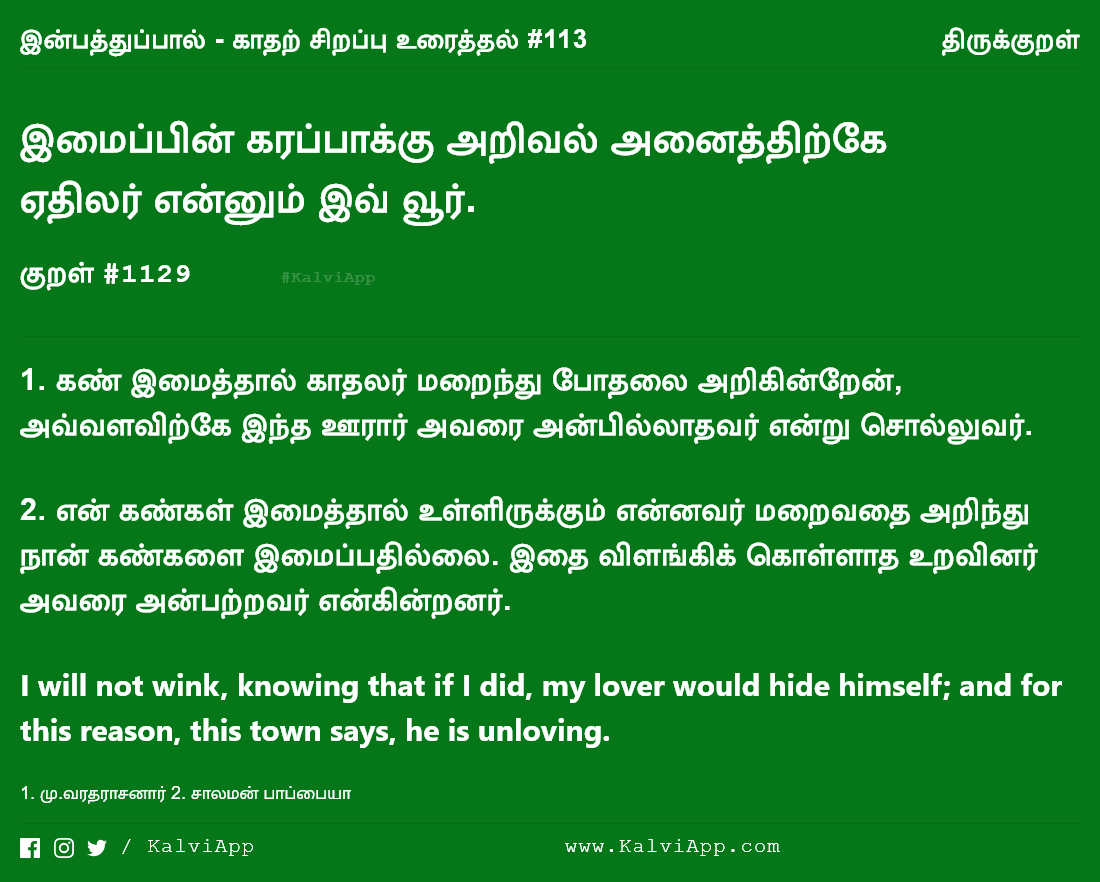 இன்பத்துப்பால் - காதற் சிறப்பு உரைத்தல் #113 திருக்குறள்
இமைப்பின் கரப்பாக்கு அறிவல் அனைத்திற்கே
ஏதிலர் என்னும் இவ் வூர்.
குறள் #1129 #KalviApp
1. கண் இமைத்தால் காதலர் மறைந்து போதலை அறிகின்றேன்,
அவ்வளவிற்கே இந்த ஊரார் அவரை அன்பில்லாதவர் என்று சொல்லுவர்.
2. என் கண்கள் இமைத்தால் உள்ளிருக்கும் என்னவர் மறைவதை அறிந்து
நான் கண்களை இமைப்பதில்லை. இதை விளங்கிக் கொள்ளாத உறவினர்
அவரை அன்பற்றவர் என்கின்றனர்.
I will not wink, knowing that if I did, my lover would hide himself; and for
this reason, this town says, he is unloving.
1. மு.வரதராசனார் 2. சாலமன் பாப்பையா
/ KalviApp www.KalviApp.com